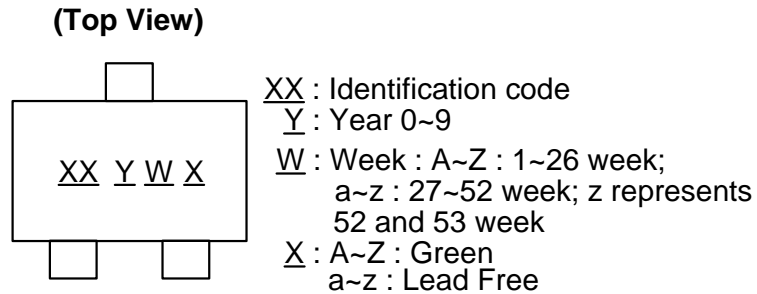 (Top View)
XX Y W X
XX : Identification code
Y : Year 0~9
W : Week : A~Z : 1~26 week;
a~z : 27~52 week; z represents
52 and 53 week
X : A~Z : Green
a~z : Lead Free